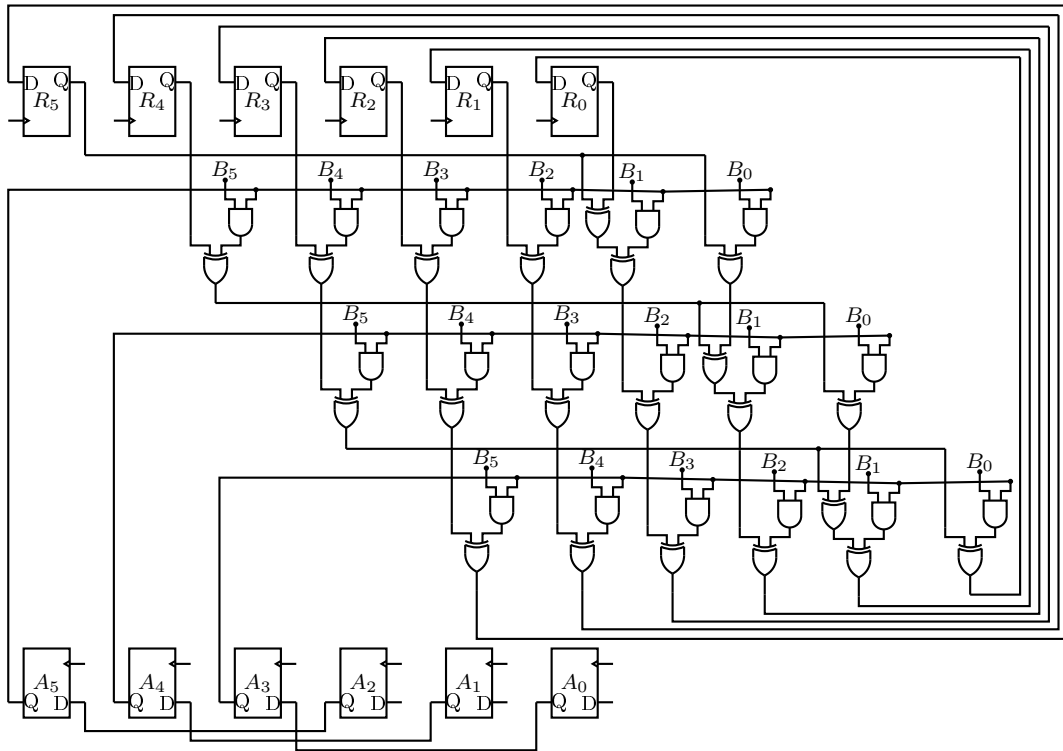 D Q D Q D Q D Q D Q D Q
R5 R4 R3 R2 R1 R0
B5 B4 B3 B2 B1 B0
B5 B4 B3 B2 B1 B0
B5 B4 B3 B2 B1 B0
A5 A4 A3 A2 A1 A0
Q D Q D Q D Q D Q D Q D